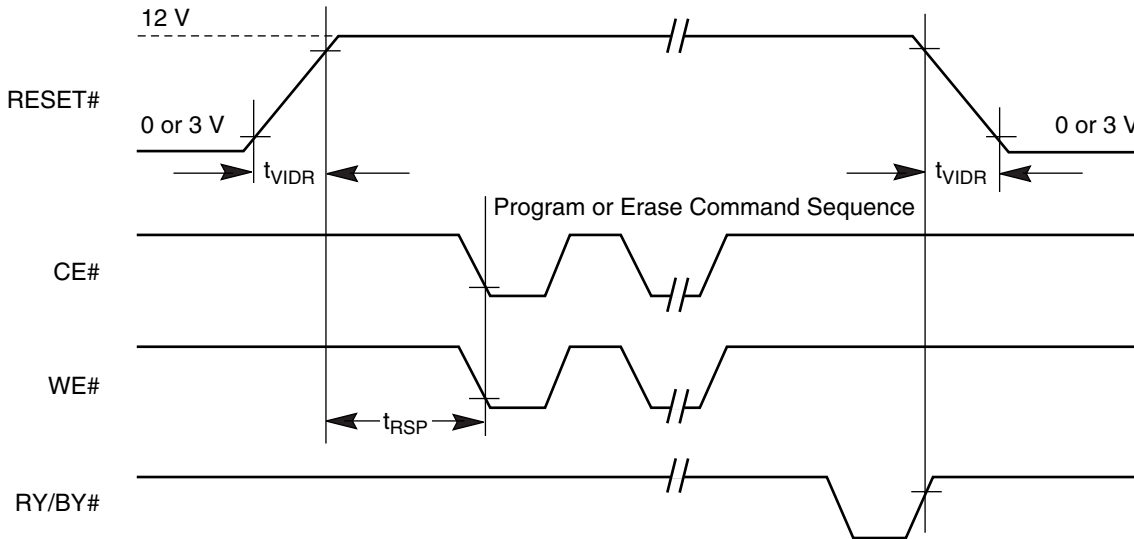 12 V
RESET#
0 or 3 V
0 or 3 V
tVIDR
tVIDR
Program or Erase Command Sequence
CE#
WE#
tRSP
RY/BY#